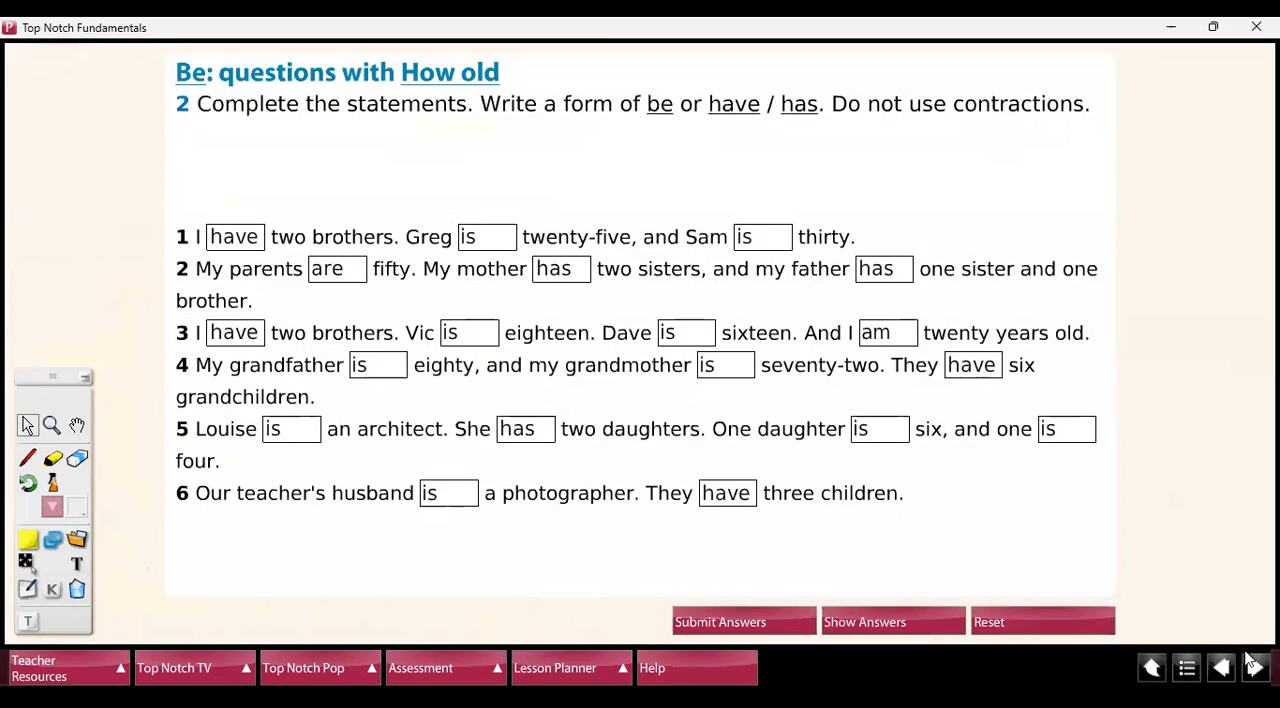 Top Notch Fundamentals
Be: questions with How old
2 Complete the statements. Write a form of be or have / has. Do not use contractions.
1 I have two brothers. Greg is twenty-five, and Sam is thirty.
2 My parents are fifty. My mother has two sisters, and my father has one sister and one
brother.
3 I have two brothers. Vic is eighteen. Dave is sixteen. And I am twenty years old.
4 My grandfather is eighty, and my grandmother is seventy-two. They have six
grandchildren.
5 Louise is an architect. She has two daughters. One daughter is six, and one is
four.
6 Our teacher's husband is a photographer. They have three children.
T
K
T
Submit Answers Show Answers Reset
Teacher
Resources
Top Notch TV Top Notch Pop Assessment Lesson Planner Help